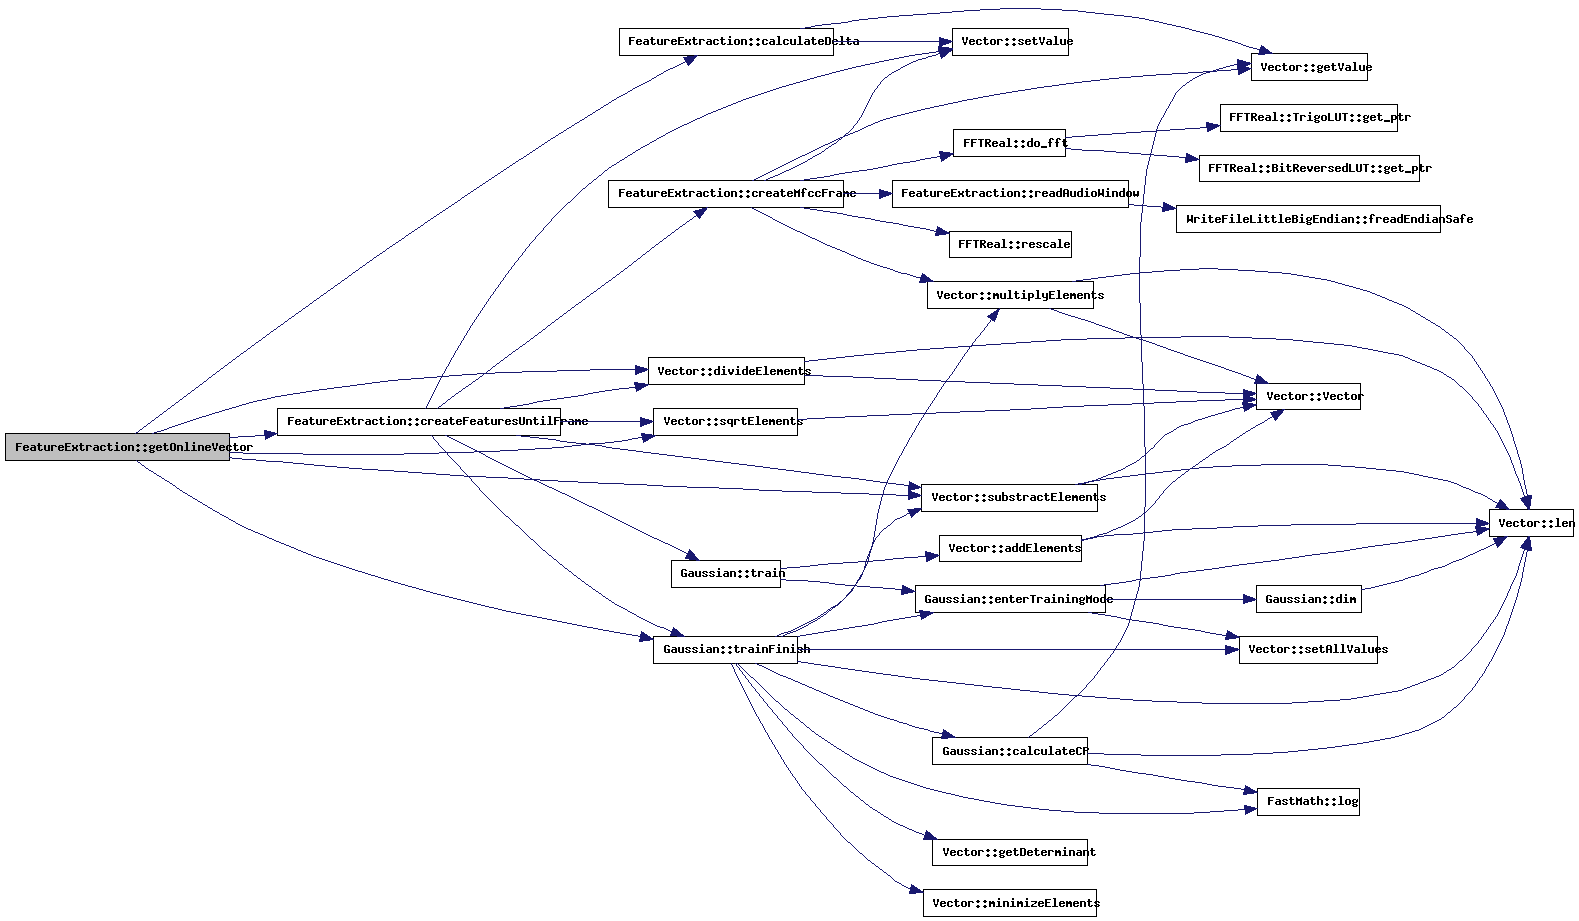 FeatureExtraction::calculateDelta
Vector::setValue
Vector::getValue
FFTReal::TrigoLUT::get_ptr
FFTReal::do_fft
FFTReal::BitReversedLUT::get_ptr
FeatureExtraction::createMfccFrame
FeatureExtraction::readAudioWindow
WriteFileLittleBigEndian::freadEndianSafe
FFTReal::rescale
Vector::multiplyElements
Vector::divideElements
Vector::Vector
FeatureExtraction::createFeaturesUntilFrame
Vector::sqrtElements
FeatureExtraction::getOnlineVector
Vector::substractElements
Vector::len
Vector::addElements
Gaussian::train
Gaussian::enterTrainingMode
Gaussian::dim
Gaussian::trainFinish
Vector::setAllValues
Gaussian::calculateCP
FastMath::log
Vector::getDeterminant
Vector::minimizeElements